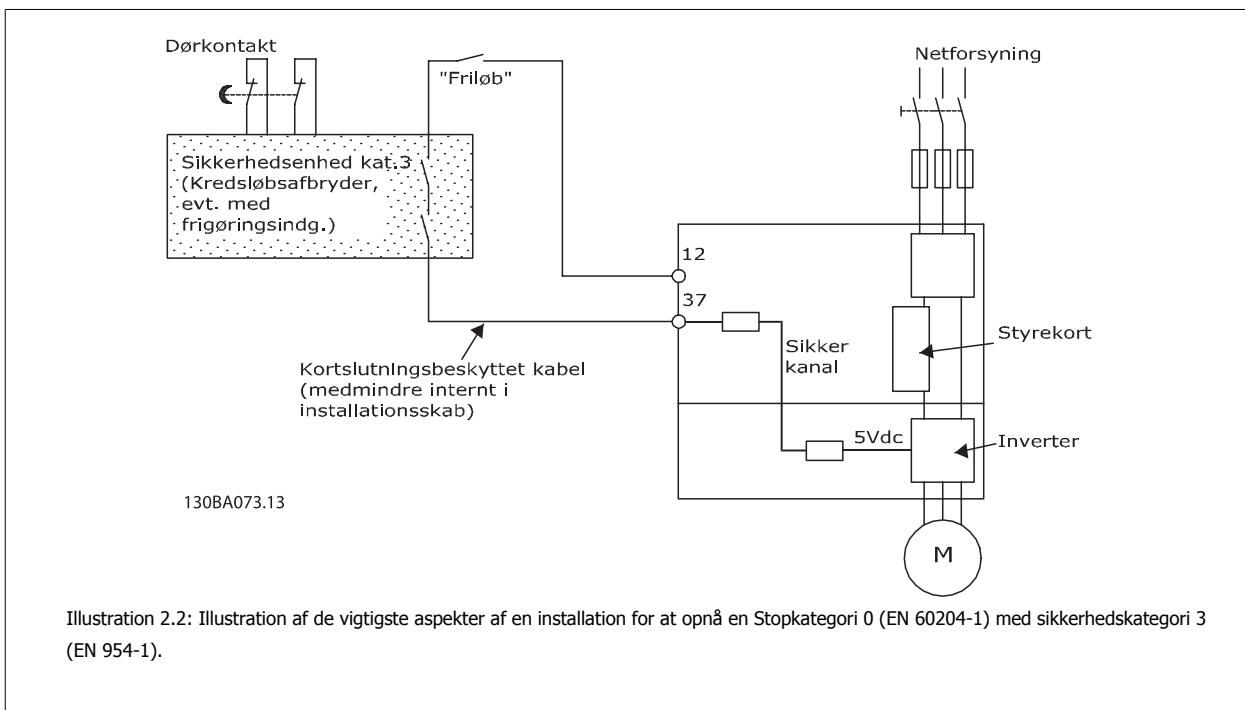 Dørkontakt
"Friløb"
Netforsyning
Sikkerhedsenhed kat.3
(Kredsløbsafbryder,
evt. med
frigøringsindg.)
12
37
Sikker
kanal
Styrekort
Kortslutningsbeskyttet kabel
(medmindre internt i
installationsskab)
5Vdc
Inverter
130BA073.13
M
Illustration 2.2: Illustration af de vigtigste aspekter af en installation for at opnå en Stopkategori 0 (EN 60204-1) med sikkerhedskategori 3
(EN 954-1).